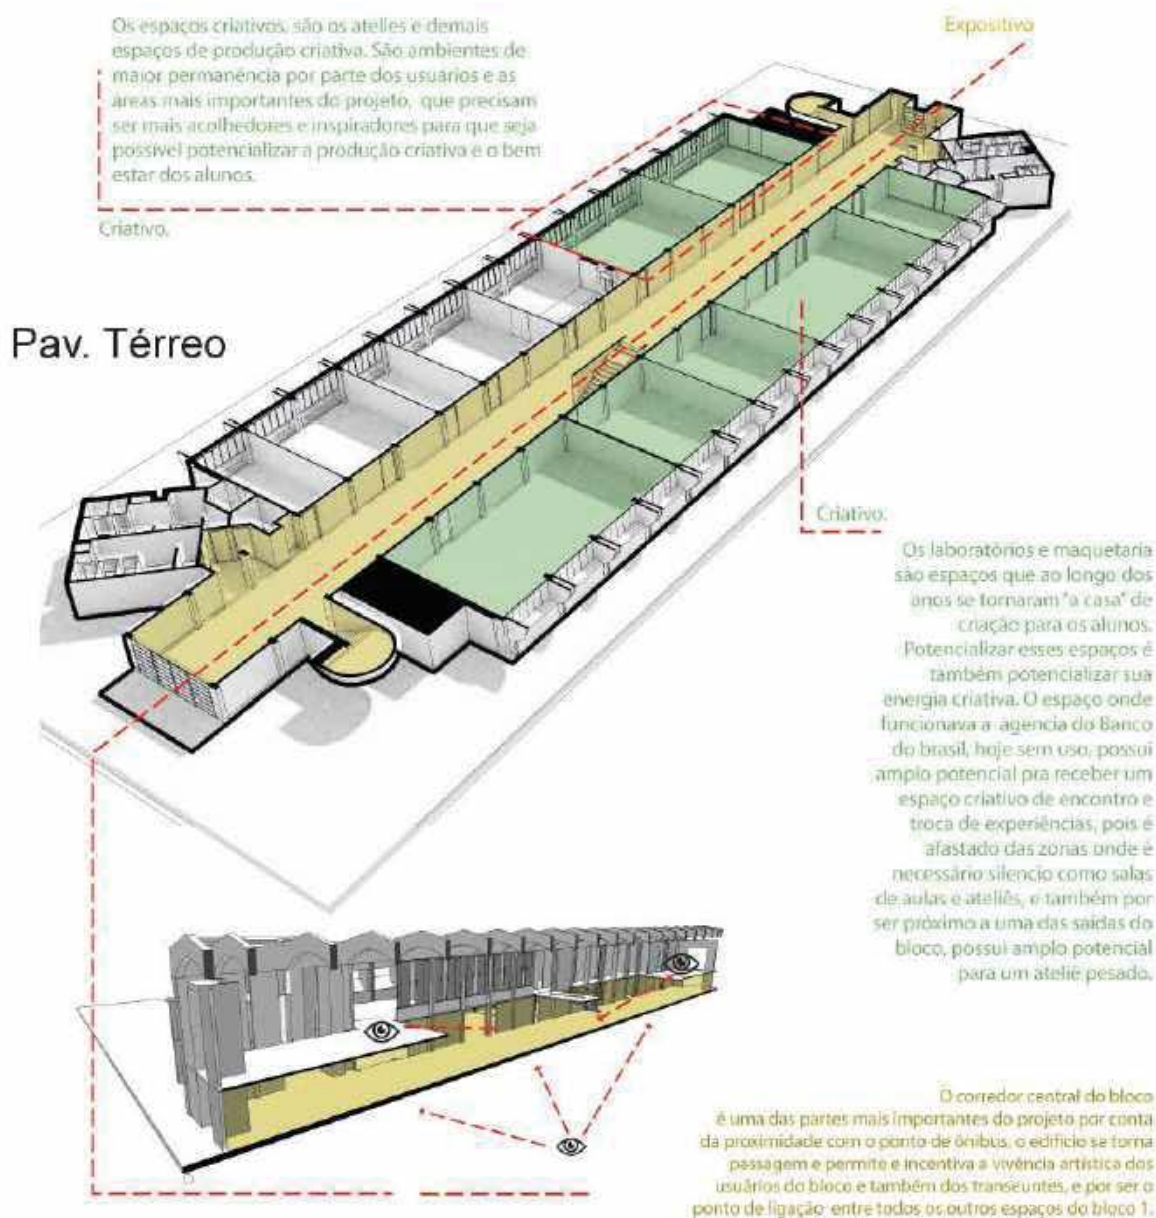 Os espaços criativos, são os atelies e demais
espaços de produção criativa. São ambientes de
maior permanência por parte dos usuários e as
áreas mais importantes do projeto, que precisam
ser mais acolhedores e inspiradores para que seja
possível potencializar a produção criativa e o bem
estar dos alunos.
Criativo.
Expositivo
Pav. Térreo
Criativo.
Os laboratórios e maquetaria
são espaços que ao longo dos
anos se tornaram "a casa" de
criação para os alunos.
Potencializar esses espaços é
também potencializar sua
energia criativa. O espaço onde
funcionava a agencia do Banco
do brasil, hoje sem uso, possui
amplo potencial pra receber um
espaço criativo de encontro e
troca de experiências, pois é
afastado das zonas onde é
necessário silencio como salas
de aulas e ateliês, e também por
ser próximo a uma das saídas do
bloco, possui amplo potencial
para um ateliê pesado.
O corredor central do bloco
é uma das partes mais importantes do projeto por conta
da proximidade com o ponto de ônibus, o edifício se torna
passagem e permite e incentiva a vivência artística dos
usuários do bloco e também dos transeuntes, e por ser o
ponto de ligação entre todos os outros espaços do bloco 1.